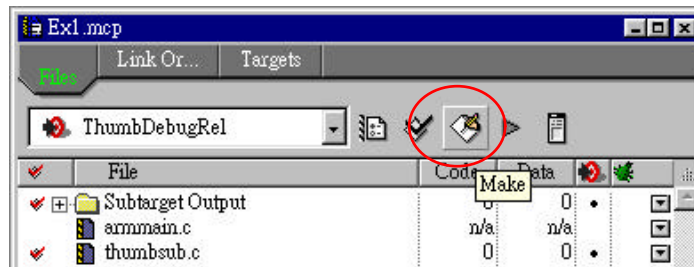 Ex1.mcp
Files Link Or... Targets
ThumbDebugRel
File Code Data
Make
Subtarget Output 0 0 •
armmain.c n/a n/a
thumbsub.c 0 0 •